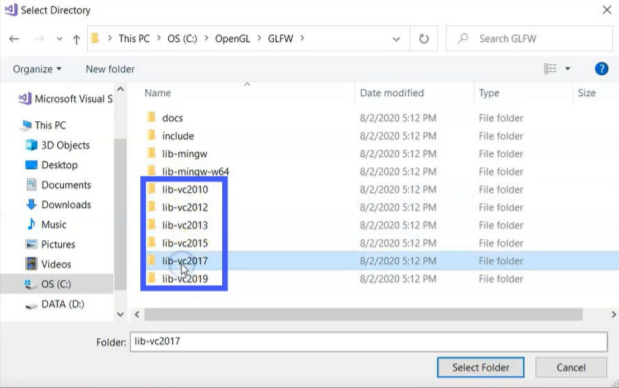 Select Directory
This PC > OS (C:) > OpenGL > GLFW >
Search GLFW
Organize
New folder
Name
Date modified
Type
Size
Microsoft Visual S
This PC
3D Objects
Desktop
Documents
Downloads
Music
Pictures
Videos
OS (C:)
DATA (D:)
docs 8/2/2020 5:12 PM File folder
include 8/2/2020 5:12 PM File folder
lib-mingw 8/2/2020 5:12 PM File folder
lib-mingw-w64 8/2/2020 5:12 PM File folder
lib-vc2010 8/2/2020 5:12 PM File folder
lib-vc2012 8/2/2020 5:12 PM File folder
lib-vc2013 8/2/2020 5:12 PM File folder
lib-vc2015 8/2/2020 5:12 PM File folder
lib-vc2017 8/2/2020 5:12 PM File folder
lib-vc2019 8/2/2020 5:12 PM File folder
Folder: lib-vc2017
Select Folder
Cancel